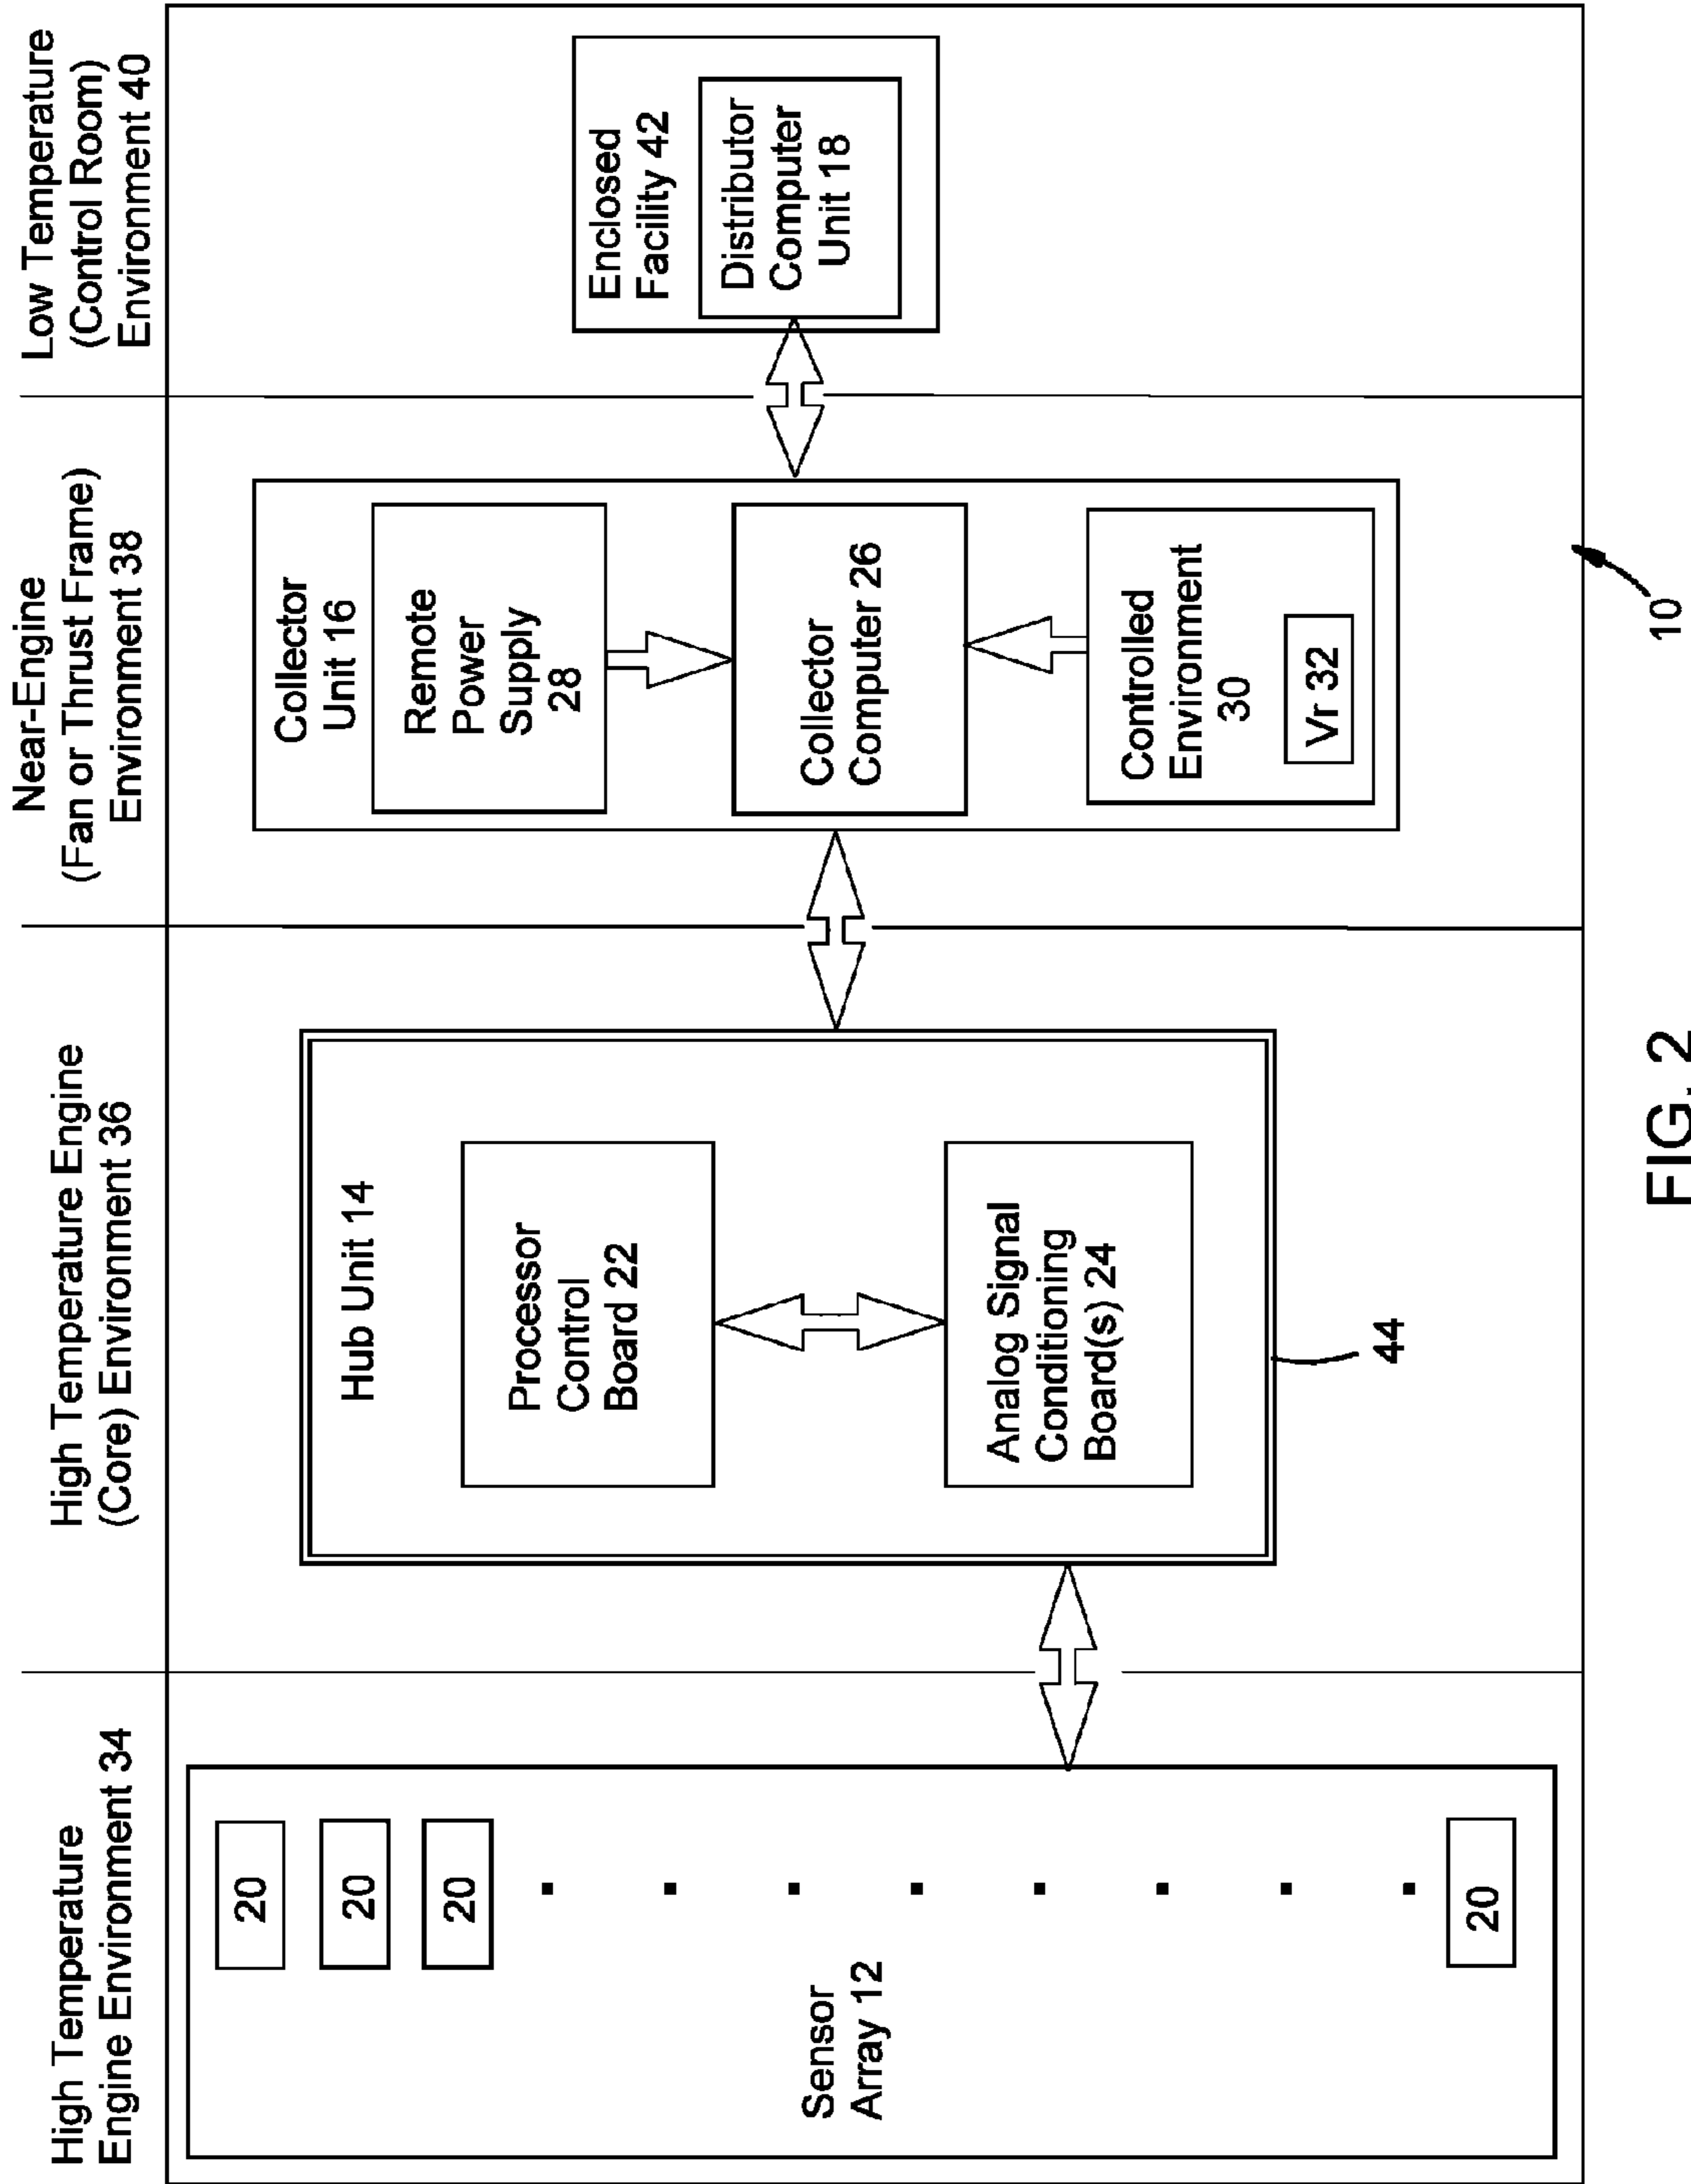 High Temperature
Engine Environment 34
High Temperature Engine
(Core) Environment 36
Near-Engine
(Fan or Thrust Frame)
Environment 38
Low Temperature
(Control Room)
Environment 40
20
20
20
20
Sensor
Array 12
Hub Unit 14
Processor
Control
Board 22
Analog Signal
Conditioning
Board(s) 24
44
Collector
Unit 16
Remote
Power
Supply
28
Collector
Computer 26
Controlled
Environment
30
Vr 32
Enclosed
Facility 42
Distributor
Computer
Unit 18
10
FIG. 2